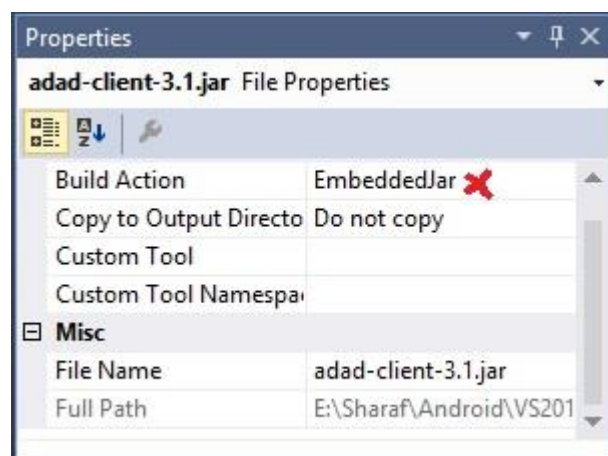 Properties
adad-client-3.1.jar File Properties
Build Action EmbeddedJar
Copy to Output Directo Do not copy
Custom Tool
Custom Tool Namespa
Misc
File Name adad-client-3.1.jar
Full Path E:\Sharaf\Android\VS201